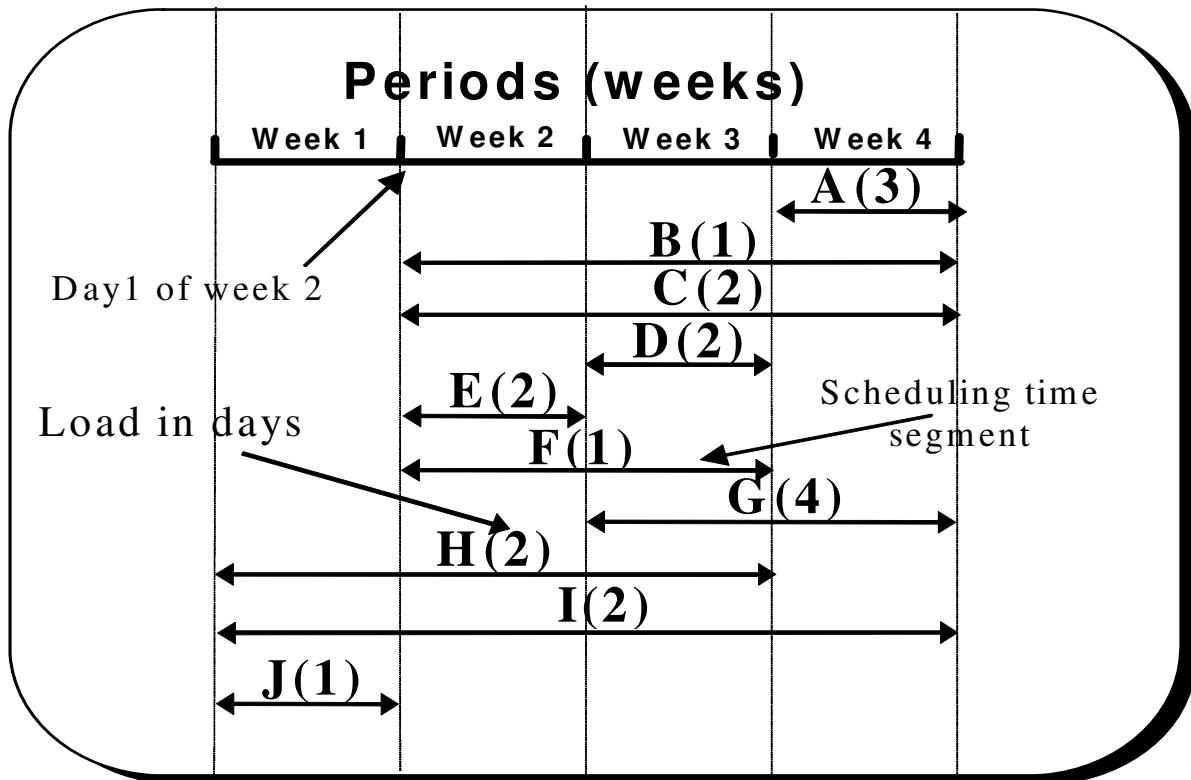 Periods (weeks)
Week 1 Week 2 Week 3 Week 4
A(3)
B(1)
Day1 of week 2
C(2)
D(2)
E(2)
Scheduling time
segment
Load in days
F(1)
G(4)
H(2)
I(2)
J(1)